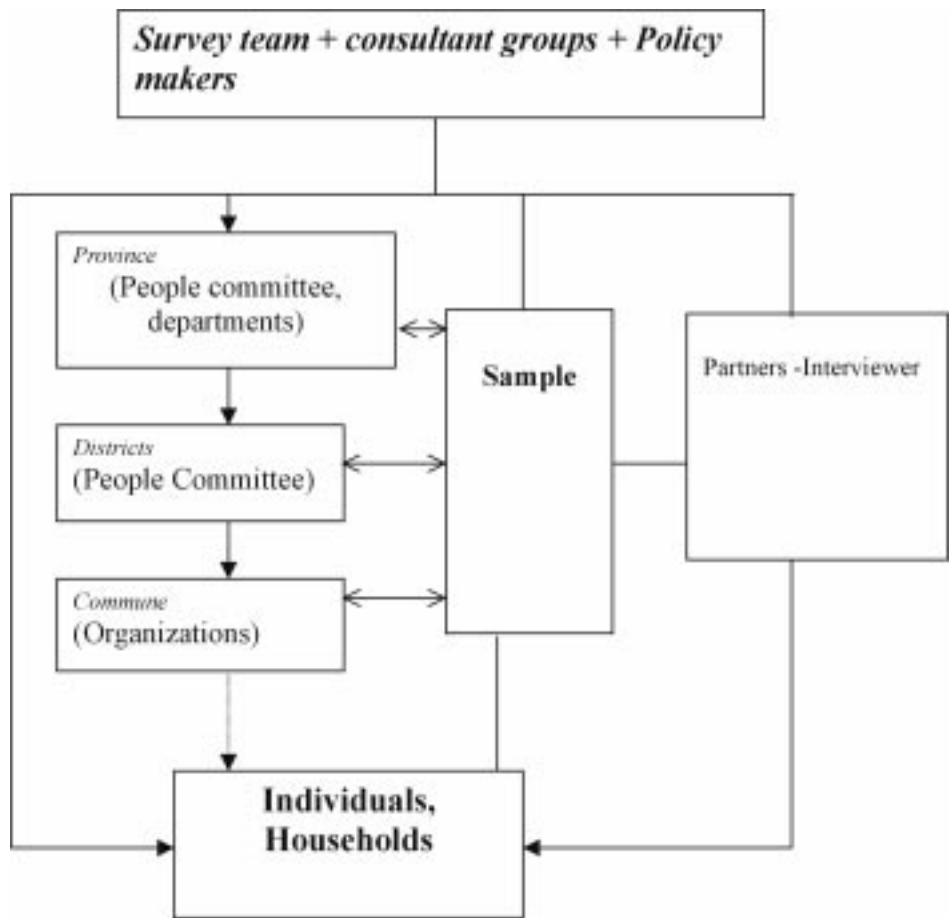 Survey team + consultant groups + Policy
makers
Province
(People committee,
departments)
Sample
Partners -Interviewer
Districts
(People Committee)
Commune
(Organizations)
Individuals,
Households